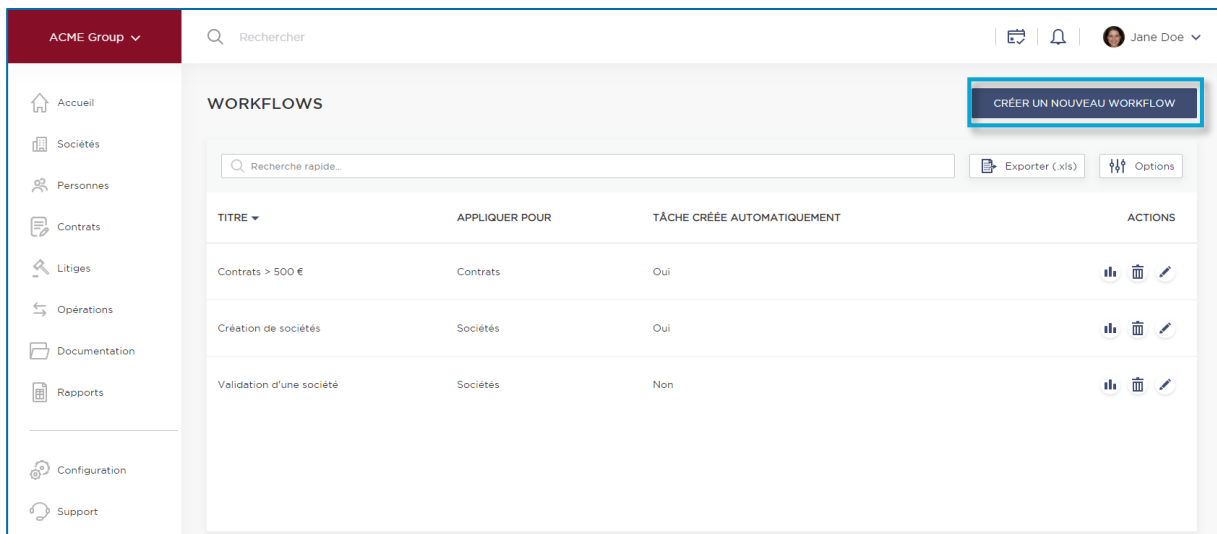 ACME Group
Rechercher
Jane Doe
Accueil
Sociétés
Personnes
Contrats
Litiges
Opérations
Documentation
Rapports
Configuration
Support
WORKFLOWS
CRÉER UN NOUVEAU WORKFLOW
Recherche rapide...
Exporter (.xls)
Options
TITRE APPLIQUER POUR TÂCHE CRÉÉE AUTOMATIQUEMENT ACTIONS
Contrats > 500 € Contrats Oui
Création de sociétés Sociétés Oui
Validation d'une société Sociétés Non